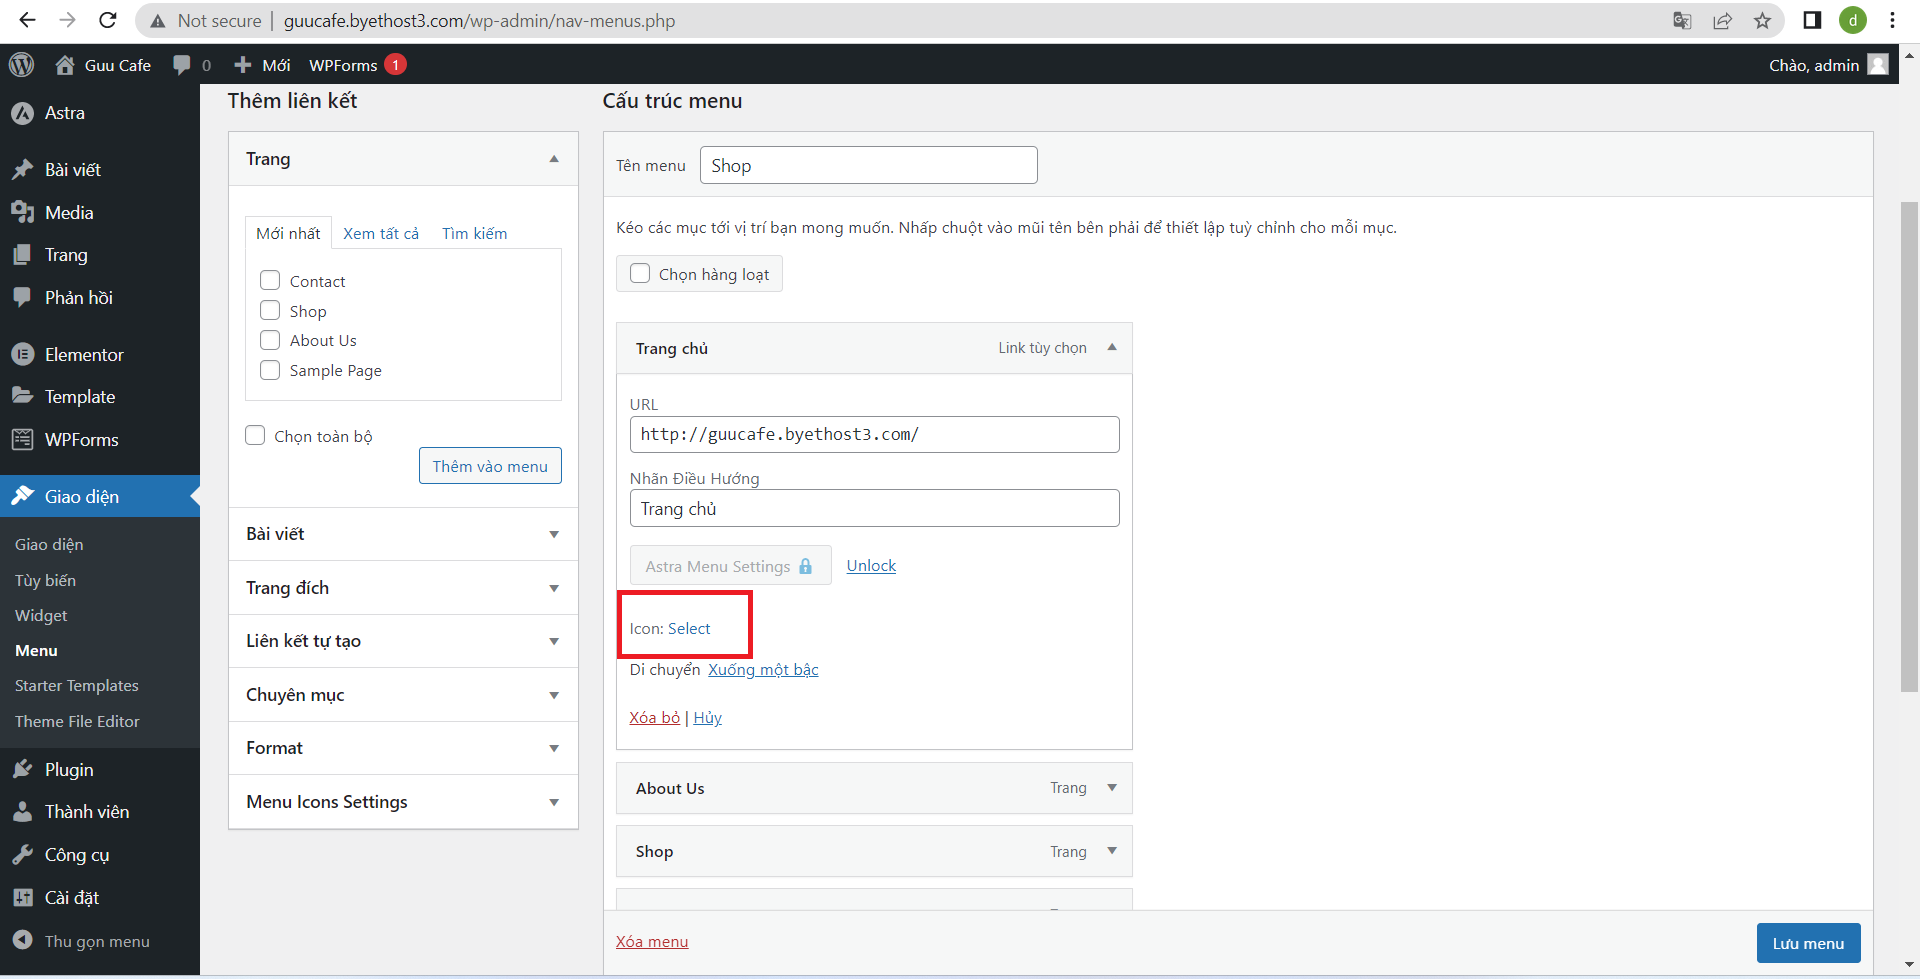 Not secure | guucafe.byethost3.com/wp-admin/nav-menus.php
d
Guu Cafe
0
Mới
WPForms 1
Chào, admin
Astra
Bài viết
Media
Trang
Phản hồi
Elementor
Template
WPForms
Giao diện
Giao diện
Tùy biến
Widget
Menu
Starter Templates
Theme File Editor
Plugin
Thành viên
Công cụ
Cài đặt
Thu gọn menu
Thêm liên kết
Trang
Mới nhất Xem tất cả Tìm kiếm
Contact
Shop
About Us
Sample Page
Chọn toàn bộ
Thêm vào menu
Bài viết
Trang đích
Liên kết tự tạo
Chuyên mục
Format
Menu Icons Settings
Cấu trúc menu
Tên menu Shop
Kéo các mục tới vị trí bạn mong muốn. Nhấp chuột vào mũi tên bên phải để thiết lập tuỳ chỉnh cho mỗi mục.
Chọn hàng loạt
Trang chủ Link tùy chọn
URL
http://guucafe.byethost3.com/
Nhãn Điều Hướng
Trang chủ
Astra Menu Settings Unlock
Icon: Select
Di chuyển Xuống một bậc
Xóa bỏ | Hủy
About Us Trang
Shop Trang
Xóa menu
Lưu menu